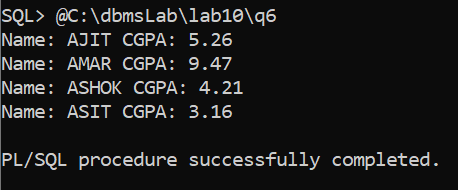 SQL> @C:\dbmsLab\lab10\q6
Name: AJIT CGPA: 5.26
Name: AMAR CGPA: 9.47
Name: ASHOK CGPA: 4.21
Name: ASIT CGPA: 3.16
PL/SQL procedure successfully completed.